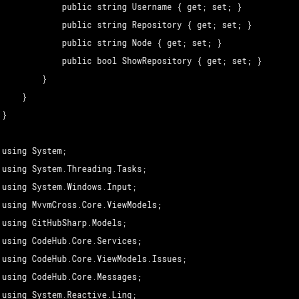 public string Username { get; set; }
public string Repository { get; set; }
public string Node { get; set; }
public bool ShowRepository { get; set; }
}
}
}
using System;
using System.Threading.Tasks;
using System.Windows.Input;
using MvvmCross.Core.ViewModels;
using GitHubSharp.Models;
using CodeHub.Core.Services;
using CodeHub.Core.ViewModels.Issues;
using CodeHub.Core.Messages;
using System.Reactive.Linq;